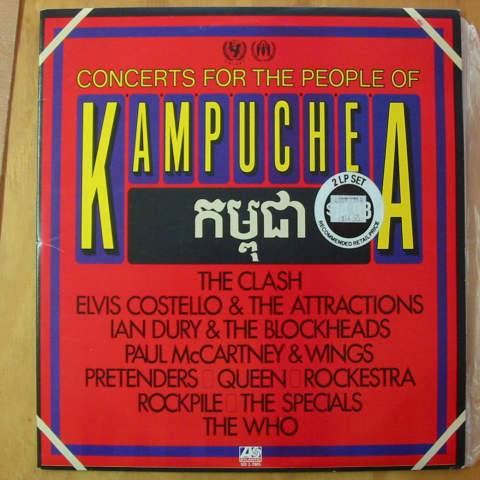 CONCERTS FOR THE PEOPLE OF
KAMPUCHEA
កម្ពុជា
2 LP SET
RECOMMENDED RETAIL PRICE
THE CLASH
ELVIS COSTELLO & THE ATTRACTIONS
IAN DURY & THE BLOCKHEADS
PAUL McCARTNEY & WINGS
PRETENDERS QUEEN ROCKESTRA
ROCKPILE THE SPECIALS
THE WHO
ATLANTIC